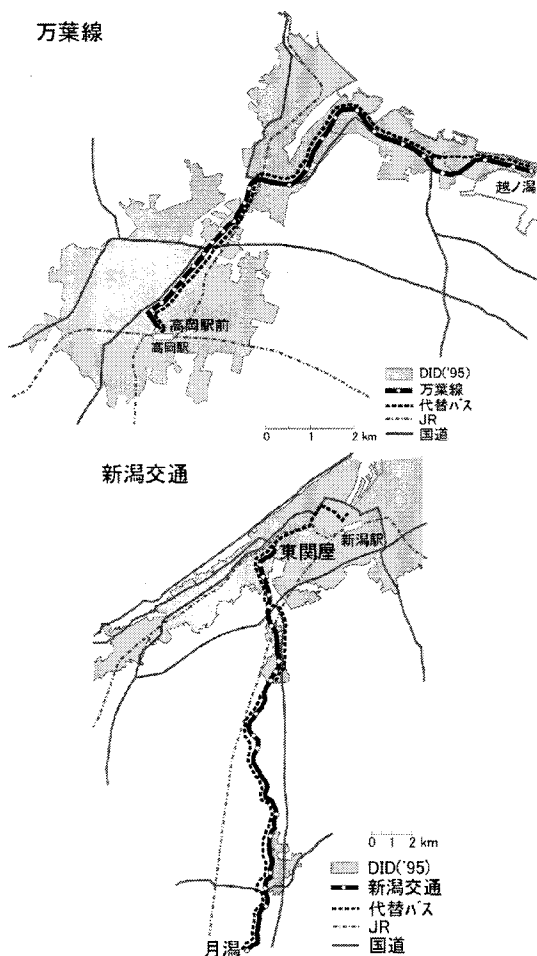 万葉線
越ノ潟
高岡駅前
高岡駅
DID('95)
万葉線
代替バス
JR
国道
0 1 2 km
新潟交通
新潟駅
東関屋
0 1 2 km
DID('95)
新潟交通
代替バス
JR
国道
月潟